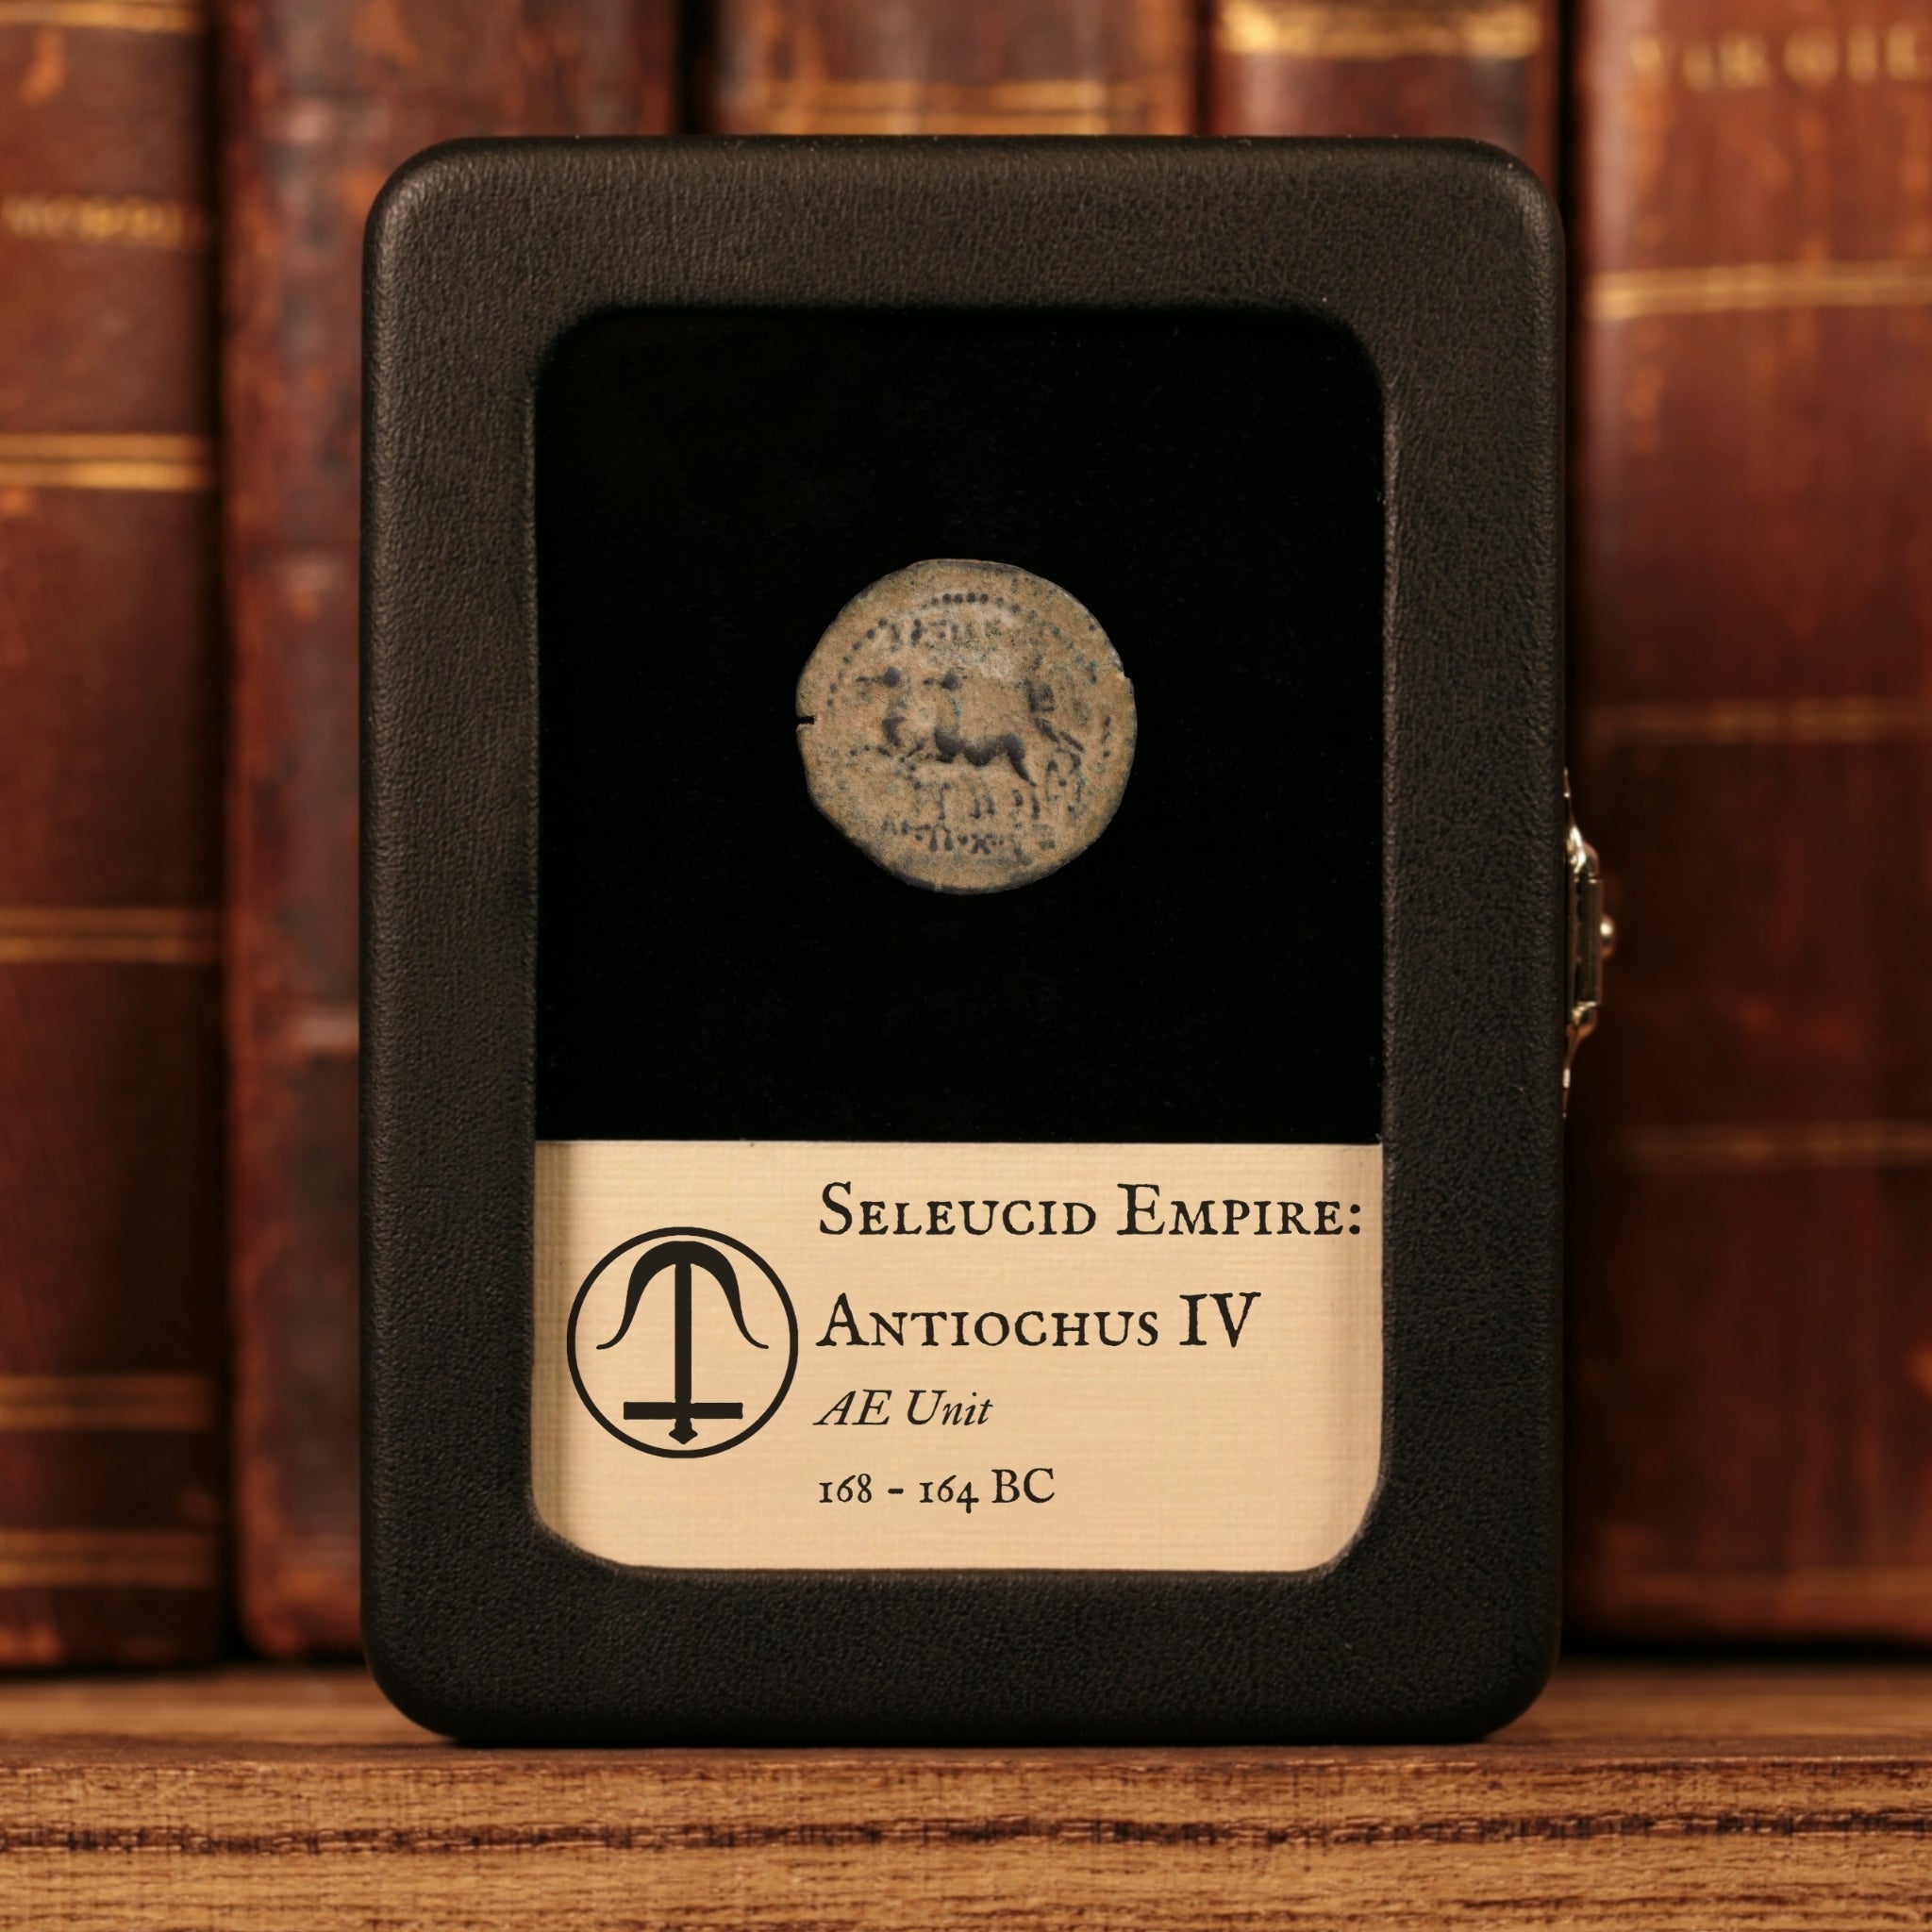 Seleucid Empire:
Antiochus IV
AE Unit
168 - 164 BC